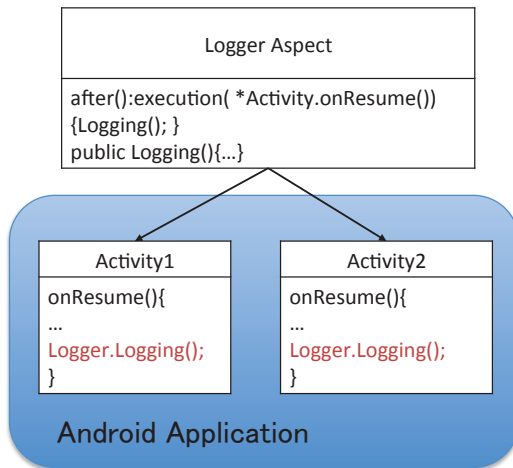 Logger Aspect
after():execution( *Activity.onResume())
{Logging(); }
public Logging(){...}
Activity1
onResume(){
...
Logger.Logging();
}
Activity2
onResume(){
...
Logger.Logging();
}
Android Application